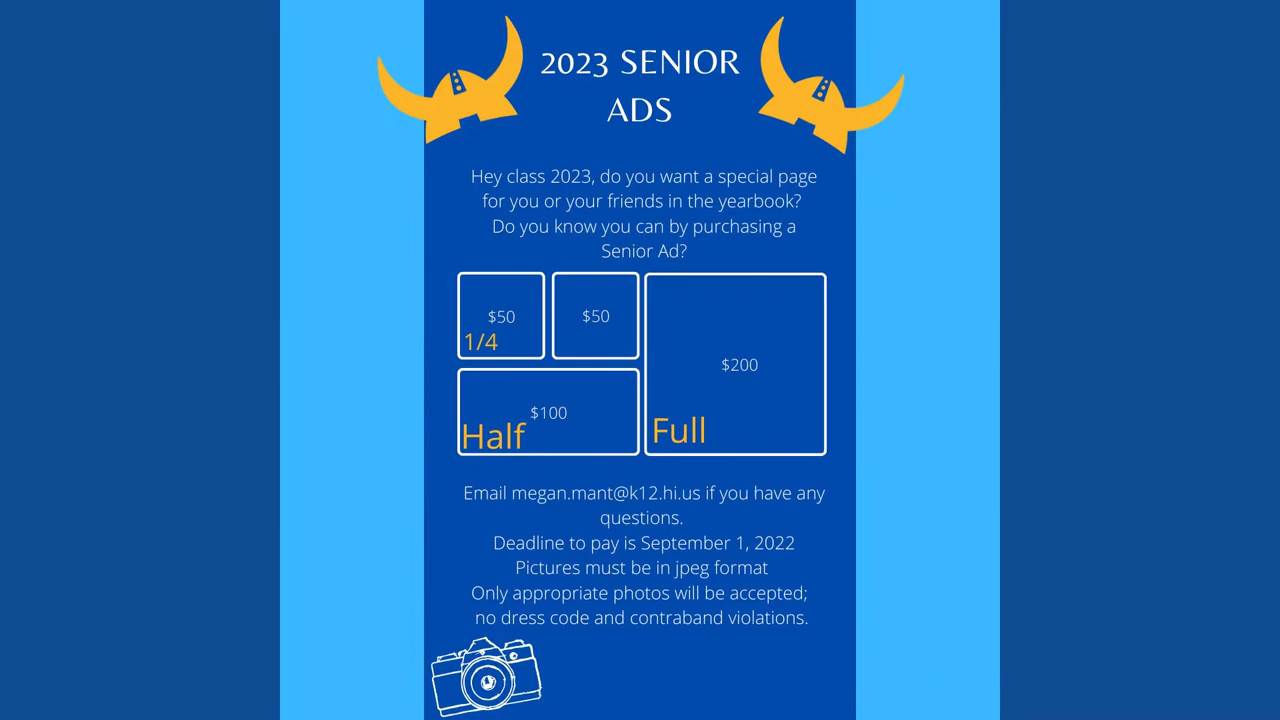 2023 SENIOR
ADS
Hey class 2023, do you want a special page
for you or your friends in the yearbook?
Do you know you can by purchasing a
Senior Ad?
$50
1/4
$50
$100
Half
$200
Full
Email megan.mant@k12.hi.us if you have any
questions.
Deadline to pay is September 1, 2022
Pictures must be in jpeg format
Only appropriate photos will be accepted;
no dress code and contraband violations.